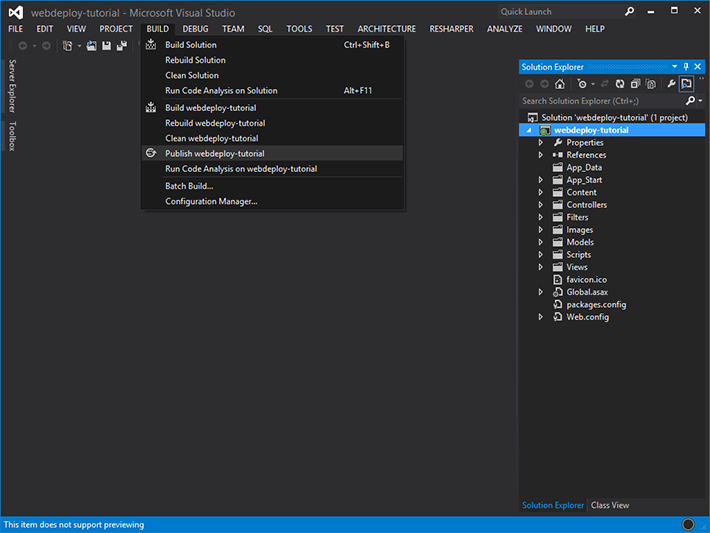 webdeploy-tutorial - Microsoft Visual Studio
Quick Launch
FILE EDIT VIEW PROJECT BUILD DEBUG TEAM SQL TOOLS TEST ARCHITECTURE RESHARPER ANALYZE WINDOW HELP
Server Explorer
Toolbox
Build Solution Ctrl+Shift+B
Rebuild Solution
Clean Solution
Run Code Analysis on Solution Alt+F11
Build webdeploy-tutorial
Rebuild webdeploy-tutorial
Clean webdeploy-tutorial
Publish webdeploy-tutorial
Run Code Analysis on webdeploy-tutorial
Batch Build...
Configuration Manager...
Solution Explorer
Search Solution Explorer (Ctrl+;)
Solution 'webdeploy-tutorial' (1 project)
webdeploy-tutorial
Properties
References
App_Data
App_Start
Content
Controllers
Filters
Images
Models
Scripts
Views
favicon.ico
Global.asax
packages.config
Web.config
Solution Explorer Class View
This item does not support previewing